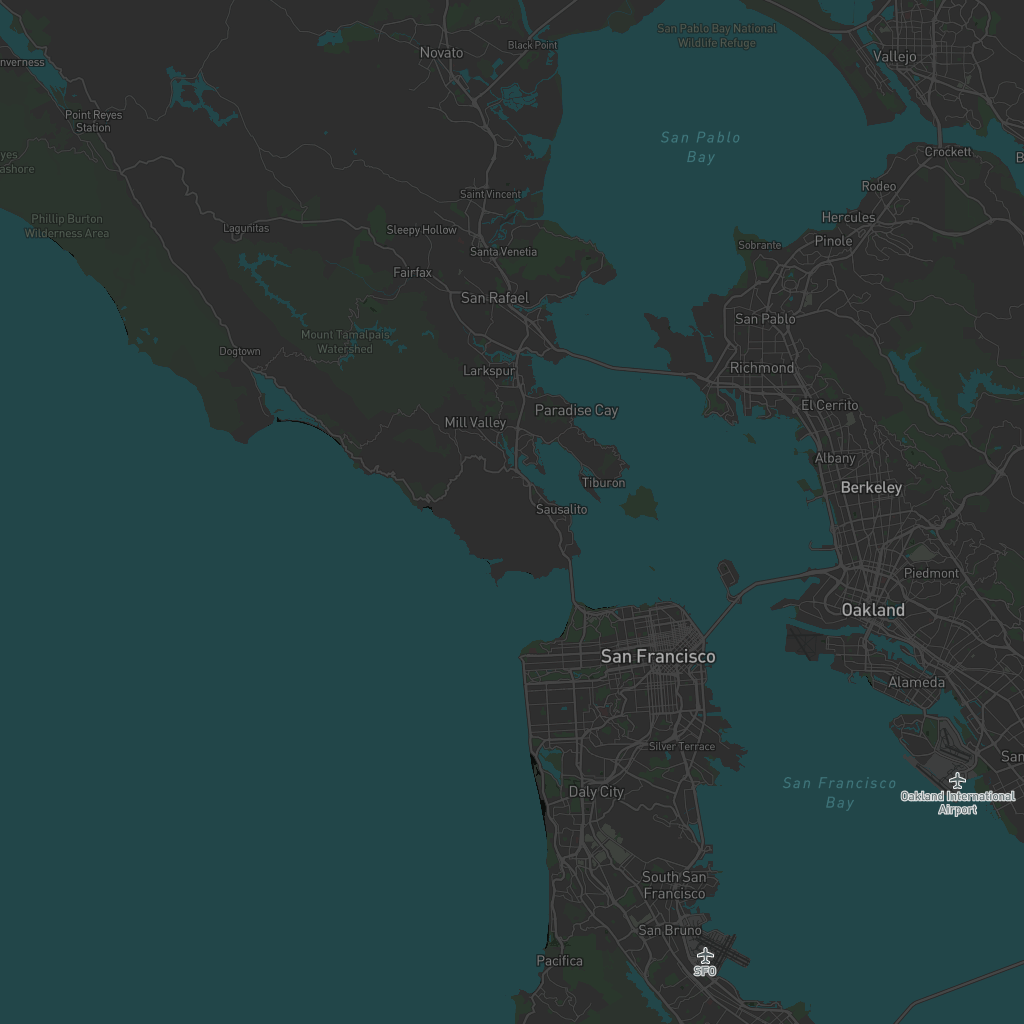 San Pablo Bay National
Wildlife Refuge
Black Point
Novato
Vallejo
nverness
Point Reyes
Station
San Pablo
Bay
Crockett
B
yes
ashore
Rodeo
Saint Vincent
Phillip Burton
Wilderness Area
Hercules
Lagunitas
Sleepy Hollow
Pinole
Sobrante
Santa Venetia
Fairfax
San Rafael
San Pablo
Mount Tamalpais
Watershed
Dogtown
Larkspur
Richmond
El Cerrito
Paradise Cay
Mill Valley
Albany
Tiburon
Berkeley
Sausalito
Piedmont
Oakland
San Francisco
Alameda
Silver Terrace
San
San Francisco
Bay
Daly City
Oakland International
Airport
South San
Francisco
San Bruno
Pacifica
SFO